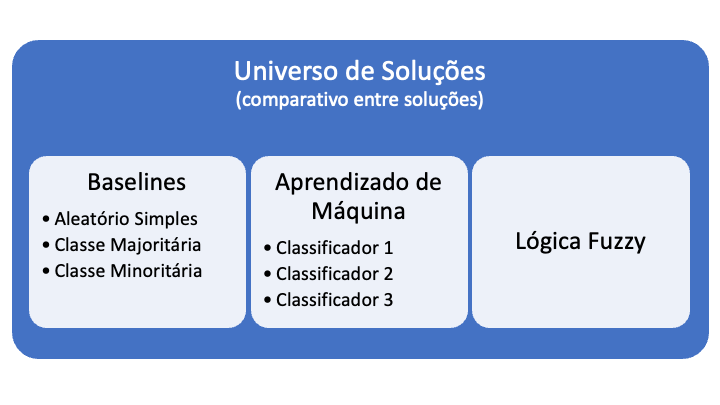 Universo de Soluções
(comparativo entre soluções)
Baselines
• Aleatório Simples
• Classe Majoritária
• Classe Minoritária
Aprendizado de
Máquina
• Classificador 1
• Classificador 2
• Classificador 3
Lógica Fuzzy